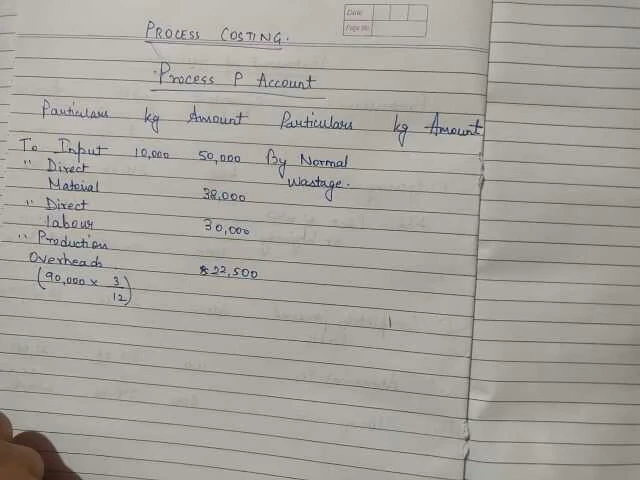 Date:
Page No.
PROCESS COSTING.
Process P Account
Particulars kg Amount Particulars kg Amount
To Input 10,000 50,000 By Normal
" Direct Wastage.
Material 38,000
" Direct
labour 30,000
" Production
Overheads 22,500
(90,000 × 3/12)